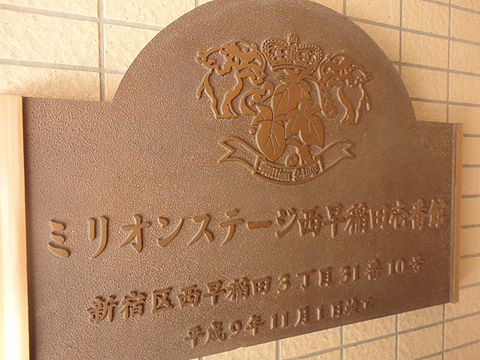 Million Stage
ミリオンステージ西早稲田壱番館
新宿区西早稲田3丁目31番10号
平成9年11月1日